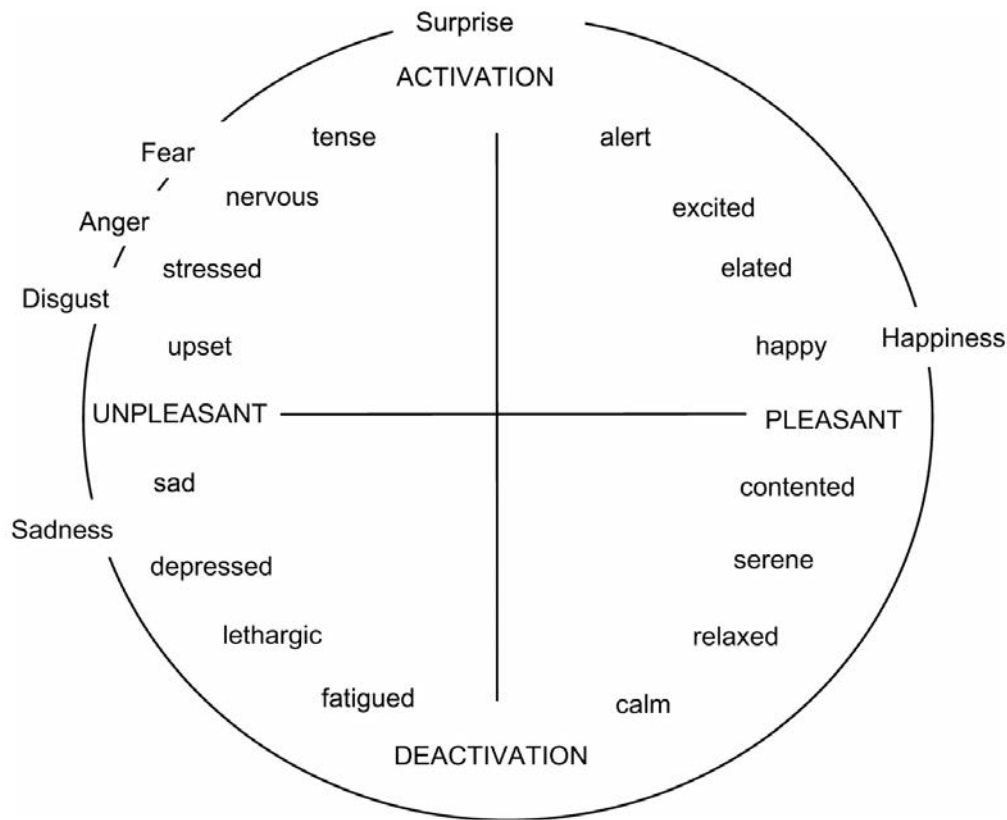 Surprise
ACTIVATION
tense
alert
Fear
nervous
excited
Anger
stressed
elated
Disgust
upset
happy
Happiness
UNPLEASANT
PLEASANT
sad
contented
Sadness
depressed
serene
lethargic
relaxed
fatigued
calm
DEACTIVATION